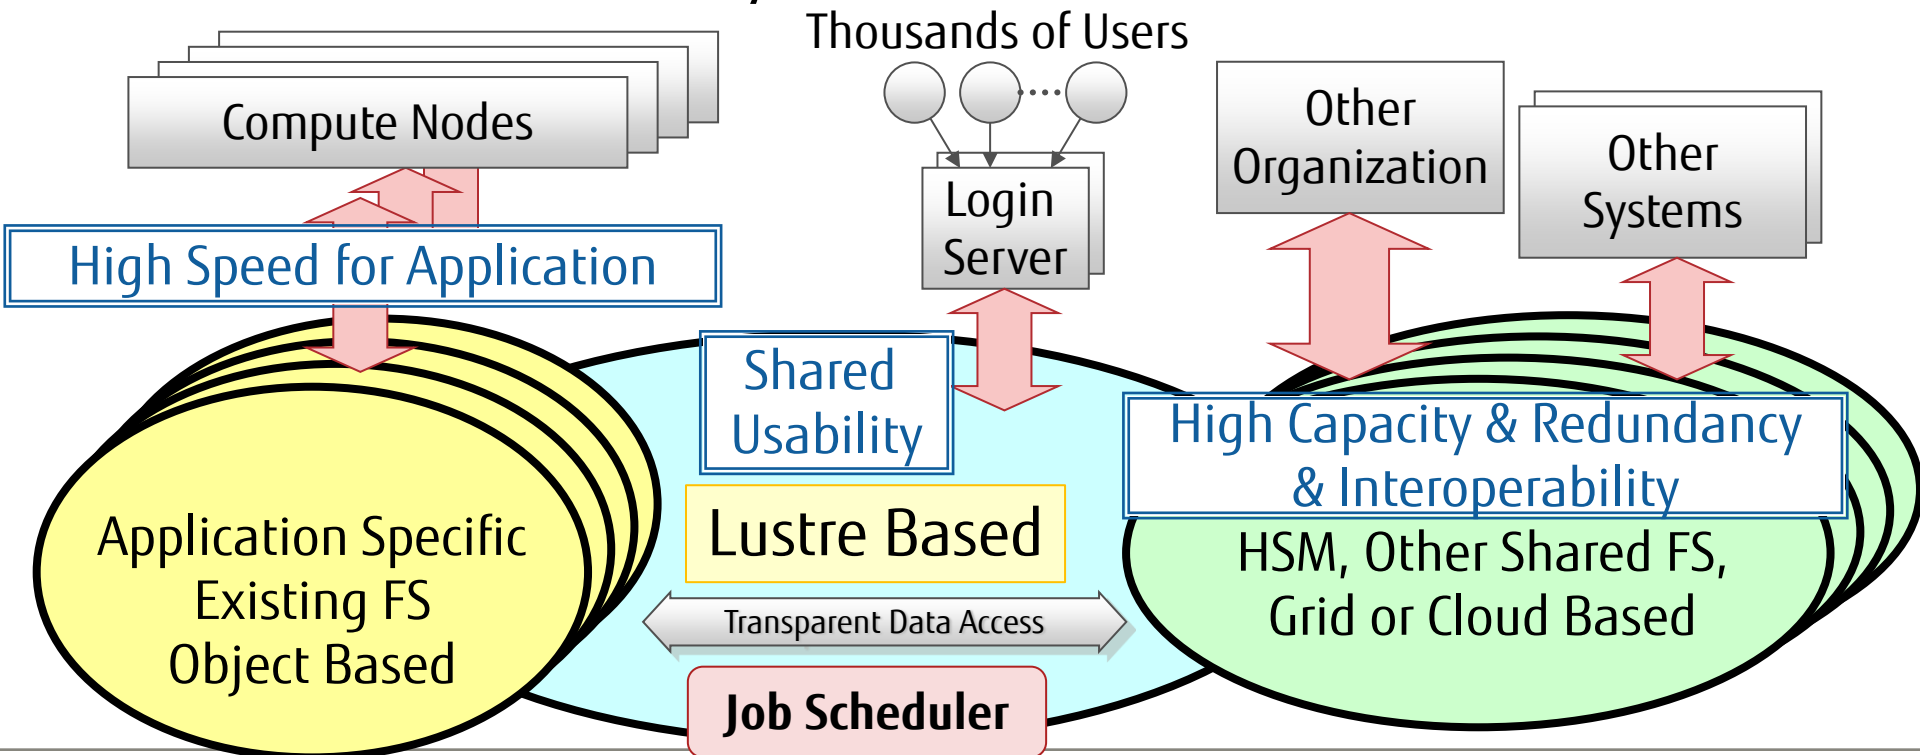 Thousands of Users
Compute Nodes
Other
Organization
Other
Systems
Login
Server
High Speed for Application
Shared
Usability
High Capacity & Redundancy
& Interoperability
Application Specific
Existing FS
Object Based
Lustre Based
HSM, Other Shared FS,
Grid or Cloud Based
Transparent Data Access
Job Scheduler